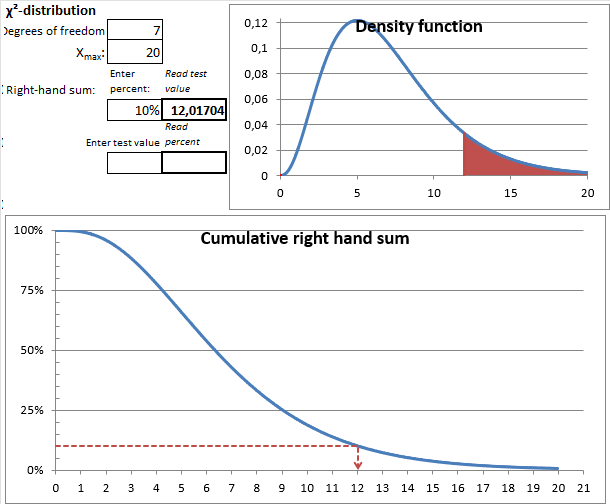 χ²-distribution
Degrees of freedom 7
Xmax: 20
Enter percent: Read test value
Right-hand sum:
10% 12,01704
Read percent
Enter test value
Density function
0,12
0,1
0,08
0,06
0,04
0,02
0
0 5 10 15 20
Cumulative right hand sum
100%
75%
50%
25%
0%
0 1 2 3 4 5 6 7 8 9 10 11 12 13 14 15 16 17 18 19 20 21